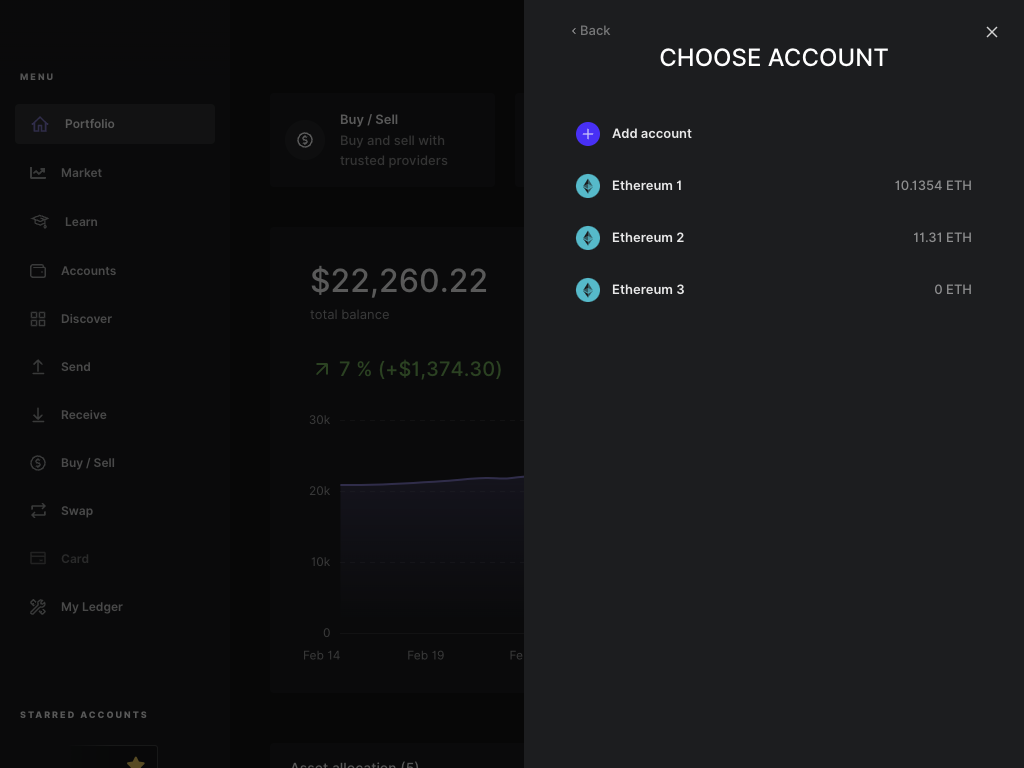 MENU
Portfolio
Market
Learn
Accounts
Discover
Send
Receive
Buy / Sell
Swap
Card
My Ledger
STARRED ACCOUNTS
Buy / Sell
Buy and sell with
trusted providers
$22,260.22
total balance
7 % (+$1,374.30)
30k
20k
10k
0
Feb 14
Feb 19
Fe
Asset allocation (5)
‹ Back
CHOOSE ACCOUNT
Add account
Ethereum 1
10.1354 ETH
Ethereum 2
11.31 ETH
Ethereum 3
0 ETH